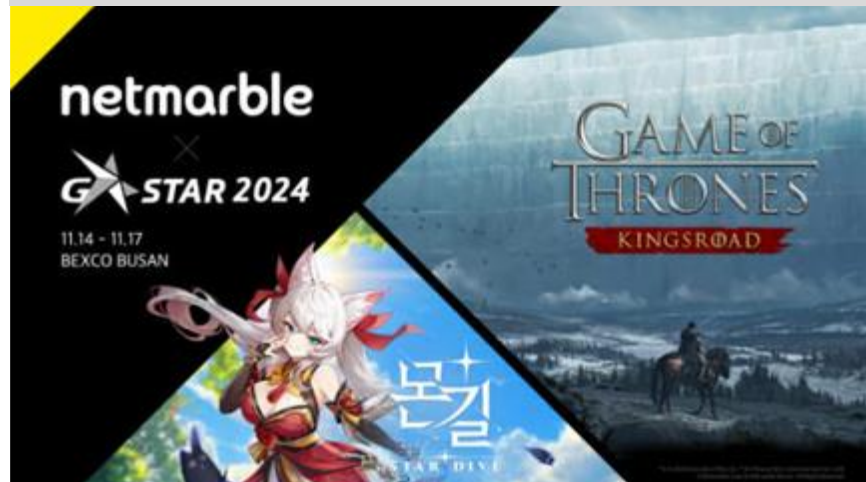 netmarble
×
G STAR 2024
11.14 - 11.17
BEXCO BUSAN
GAME OF
THRONES
KINGSROAD
몬길
STAR DIVE